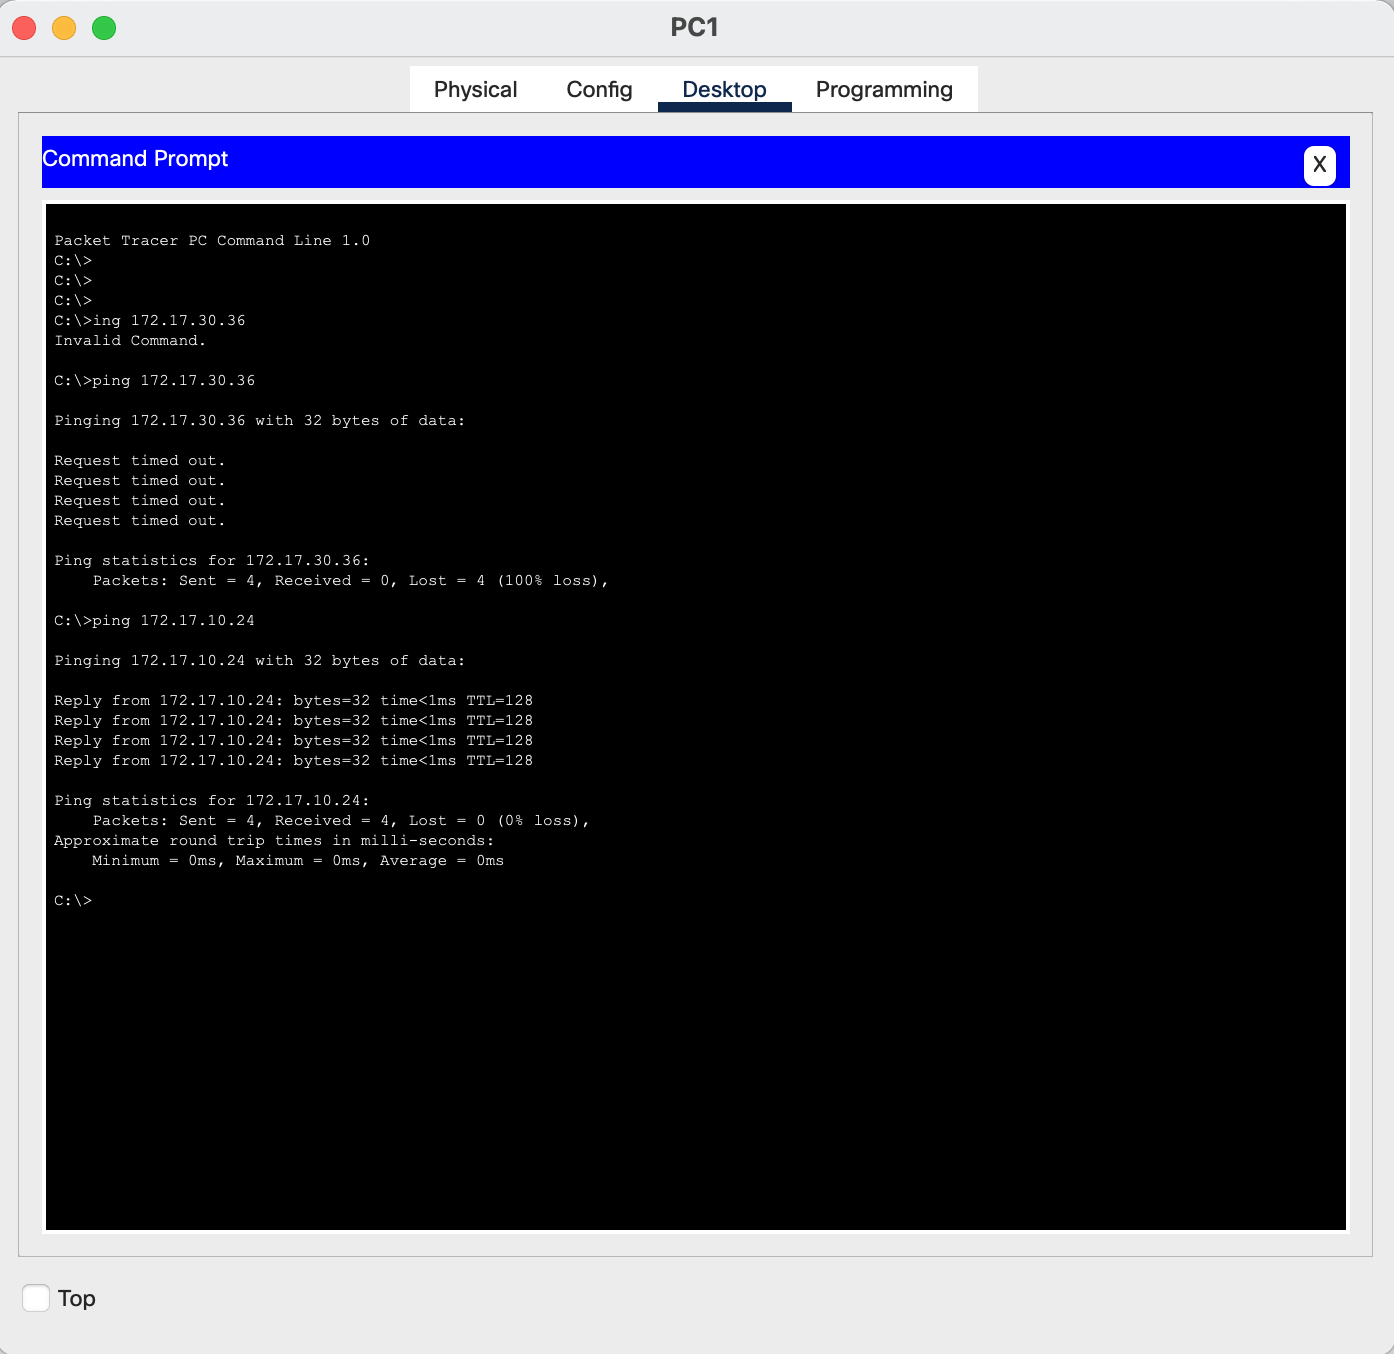 PC1
Physical Config Desktop Programming
Command Prompt
X
Packet Tracer PC Command Line 1.0
C:\>
C:\>
C:\>
C:\>ing 172.17.30.36
Invalid Command.
C:\>ping 172.17.30.36
Pinging 172.17.30.36 with 32 bytes of data:
Request timed out.
Request timed out.
Request timed out.
Request timed out.
Ping statistics for 172.17.30.36:
    Packets: Sent = 4, Received = 0, Lost = 4 (100% loss),
C:\>ping 172.17.10.24
Pinging 172.17.10.24 with 32 bytes of data:
Reply from 172.17.10.24: bytes=32 time<1ms TTL=128
Reply from 172.17.10.24: bytes=32 time<1ms TTL=128
Reply from 172.17.10.24: bytes=32 time<1ms TTL=128
Reply from 172.17.10.24: bytes=32 time<1ms TTL=128
Ping statistics for 172.17.10.24:
    Packets: Sent = 4, Received = 4, Lost = 0 (0% loss),
Approximate round trip times in milli-seconds:
    Minimum = 0ms, Maximum = 0ms, Average = 0ms
C:\>
Top